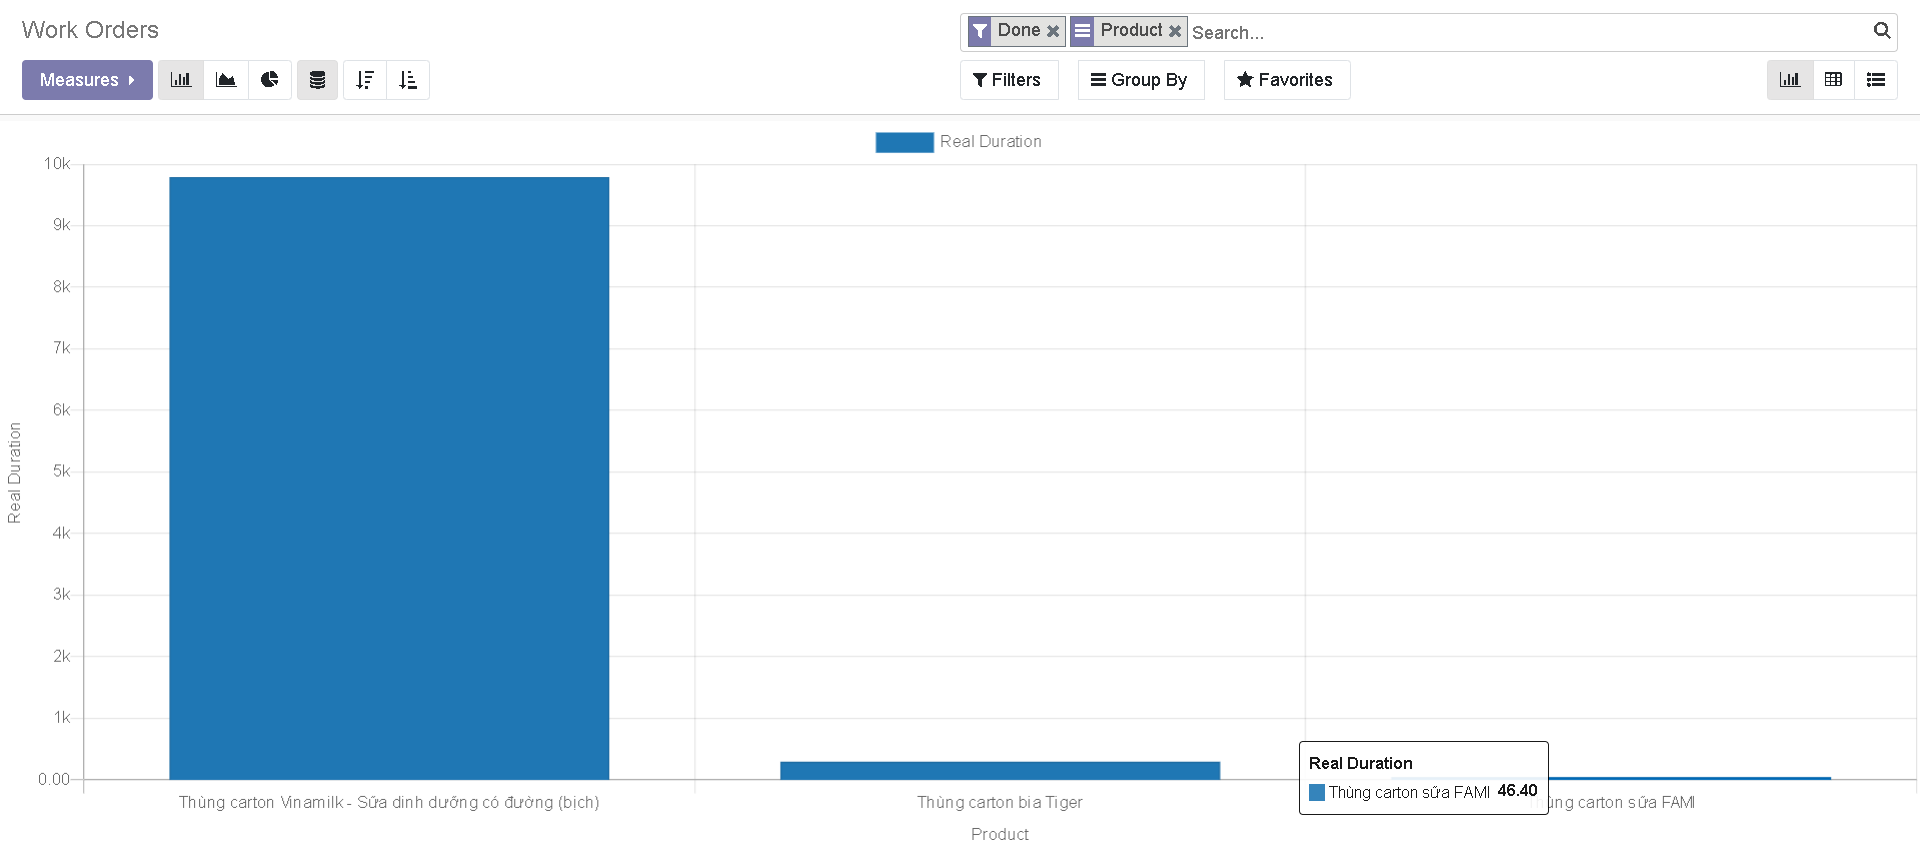 Work Orders
Done Product Search...
Measures
Filters Group By Favorites
Real Duration
10k
9k
8k
7k
6k
5k
4k
3k
2k
1k
0.00
Real Duration
Real Duration
Thùng carton sữa FAMI 46.40
Thùng carton Vinamilk - Sữa dinh dưỡng có đường (bịch) Thùng carton bia Tiger Thùng carton sữa FAMI
Product